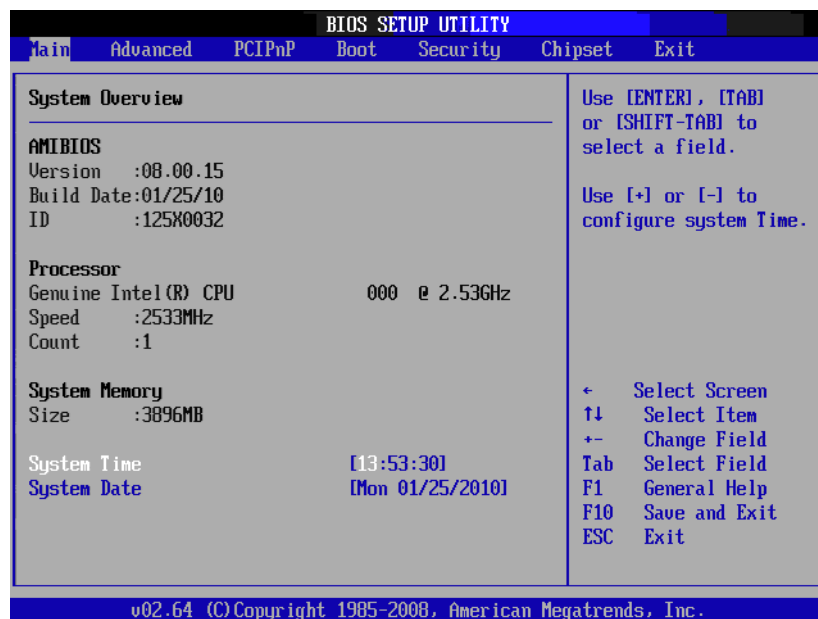 BIOS SETUP UTILITY
Main Advanced PCIPnP Boot Security Chipset Exit
System Overview
AMIBIOS
Version :08.00.15
Build Date:01/25/10
ID :125X0032
Processor
Genuine Intel(R) CPU 000 @ 2.53GHz
Speed :2533MHz
Count :1
System Memory
Size :3896MB
System Time [13:53:30]
System Date [Mon 01/25/2010]
Use [ENTER], [TAB]
or [SHIFT-TAB] to
select a field.
Use [+] or [-] to
configure system Time.
← Select Screen
↑↓ Select Item
+- Change Field
Tab Select Field
F1 General Help
F10 Save and Exit
ESC Exit
v02.64 (C)Copyright 1985-2008, American Megatrends, Inc.